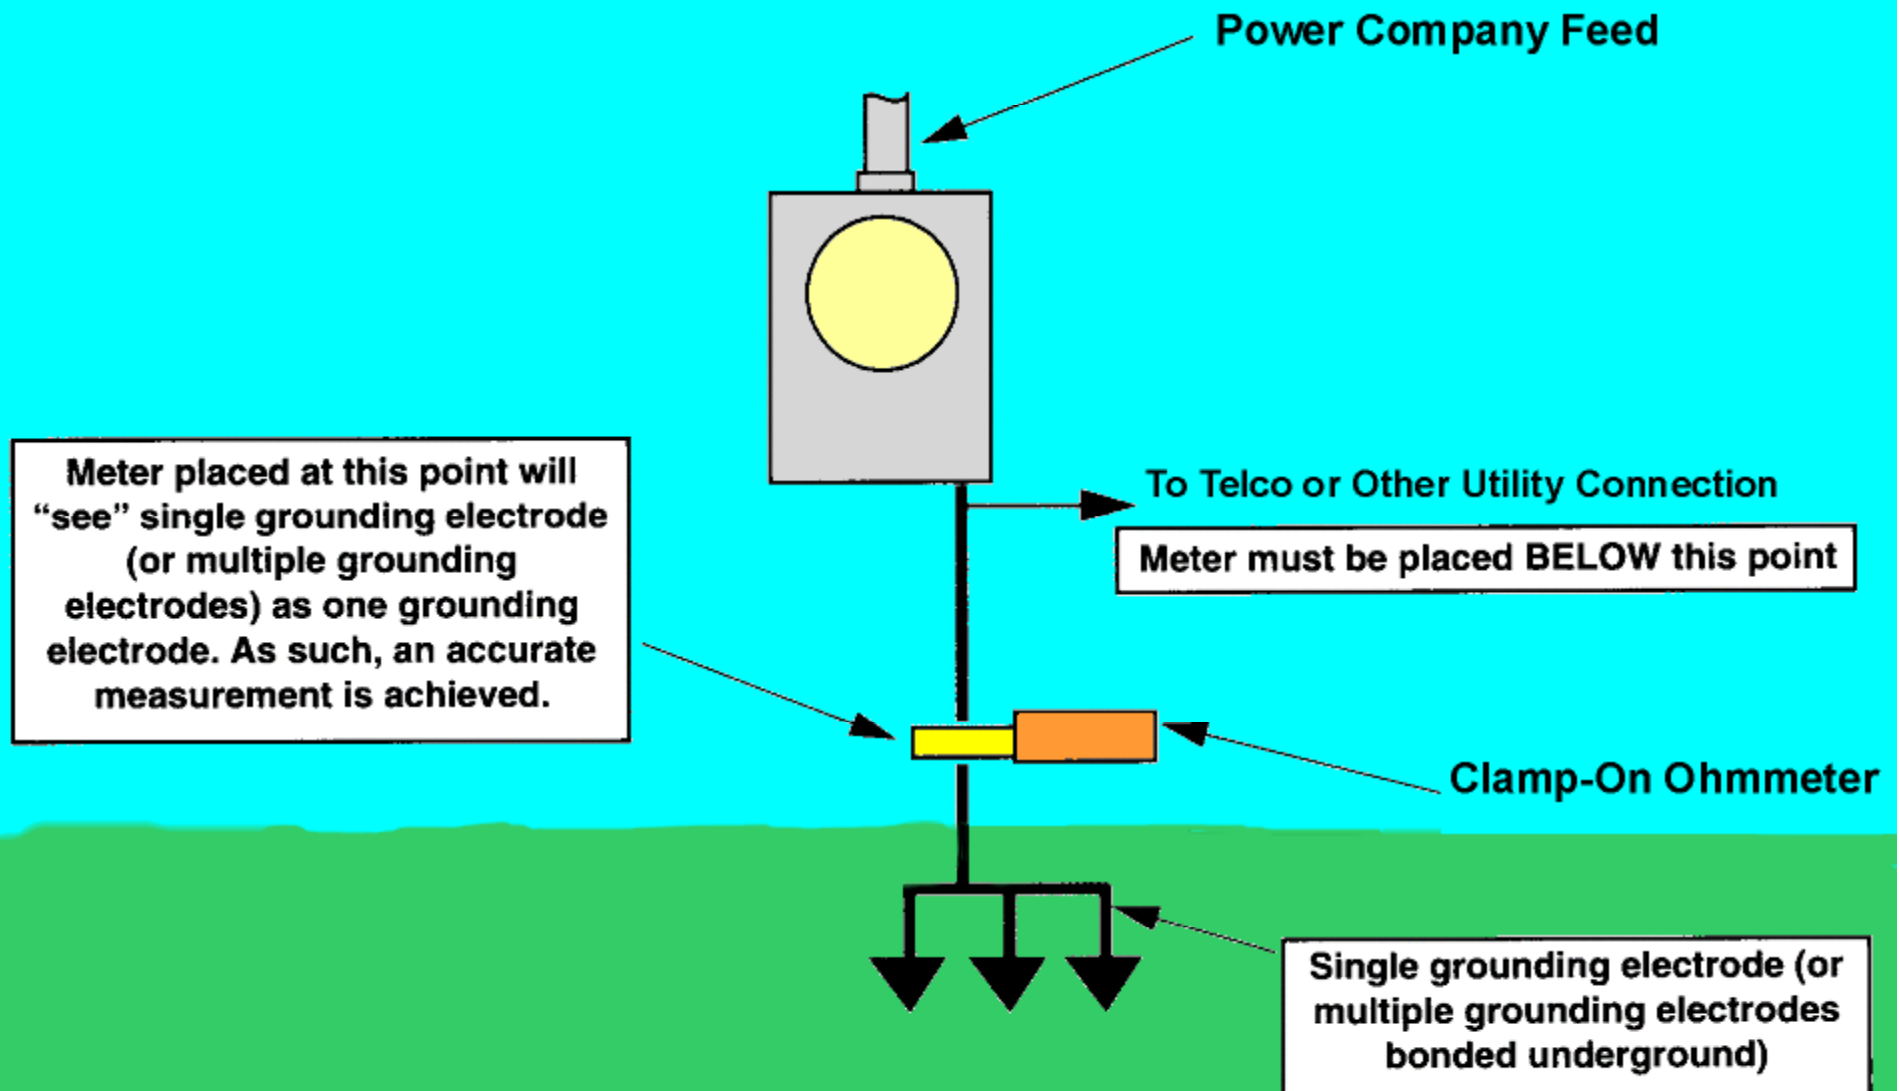 Power Company Feed
Meter placed at this point will
“see” single grounding electrode
(or multiple grounding
electrodes) as one grounding
electrode. As such, an accurate
measurement is achieved.
To Telco or Other Utility Connection
Meter must be placed BELOW this point
Clamp-On Ohmmeter
Single grounding electrode (or
multiple grounding electrodes
bonded underground)